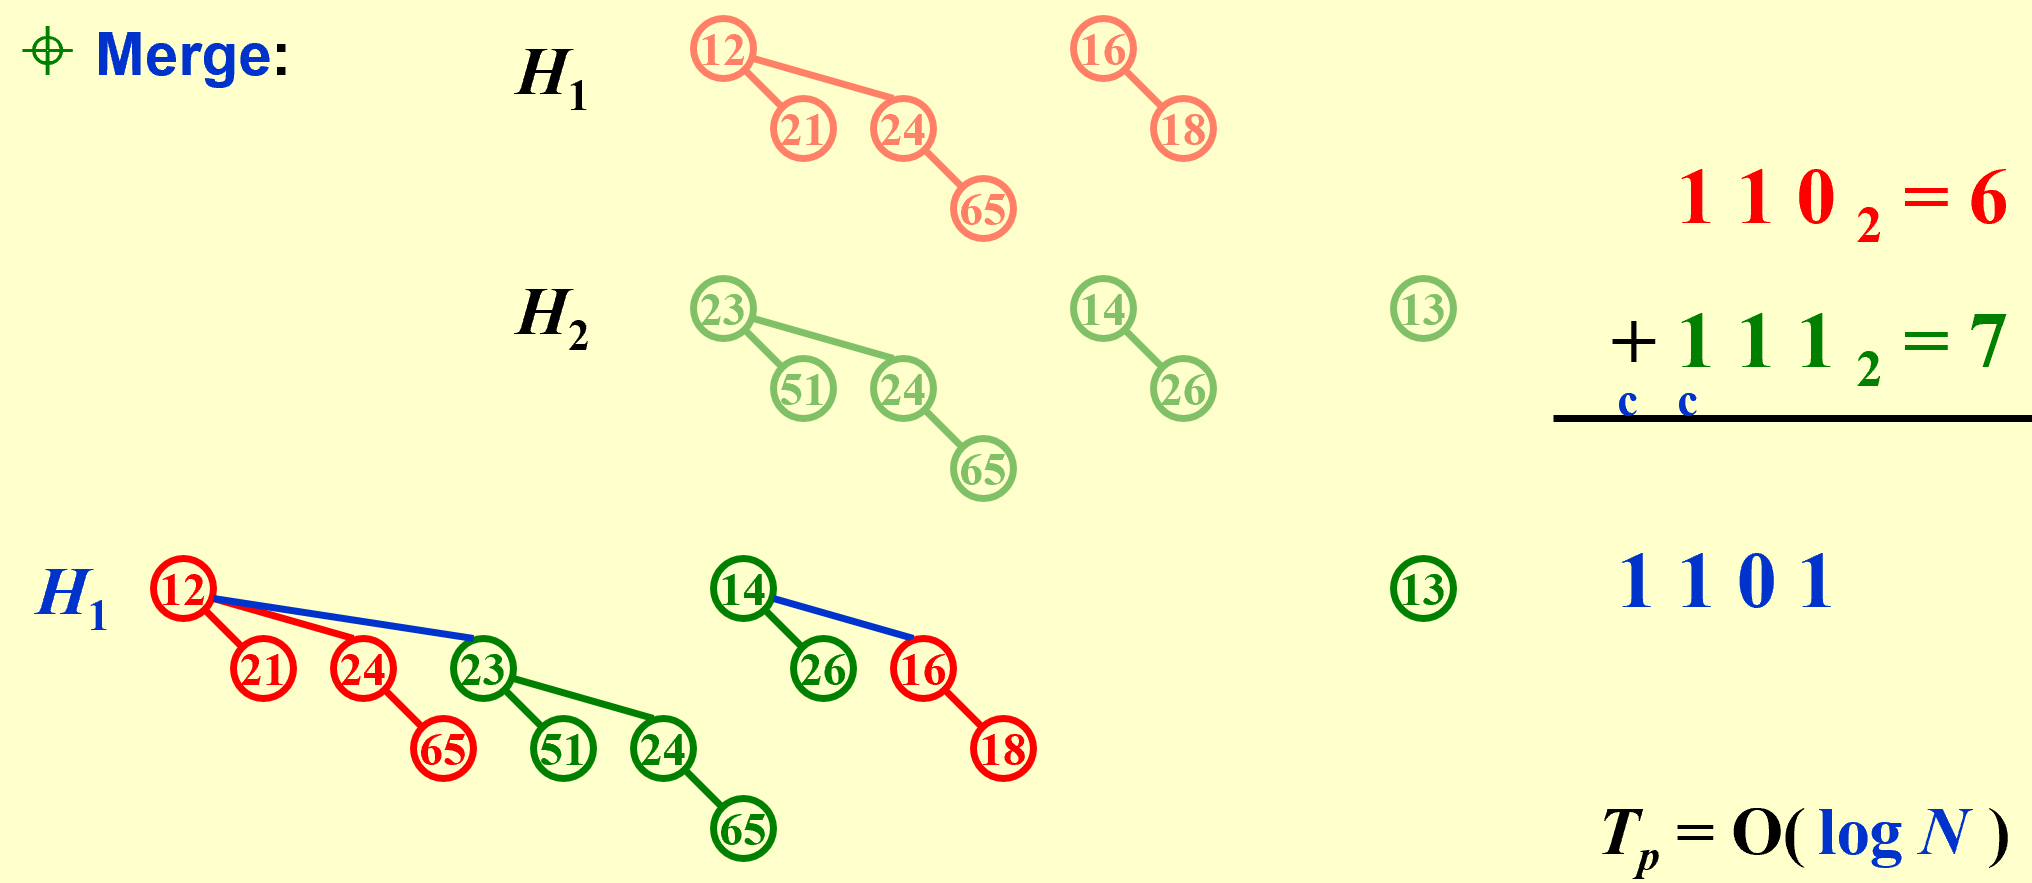 Merge:
H1 12 16
21 24 18
65
1 1 0 2 = 6
H2 23 14 13
+ 1 1 1 2 = 7
51 24 26
c c
65
H1 12 14 13 1 1 0 1
21 24 23 26 16
65 51 24 18
65
Tp = O( log N )